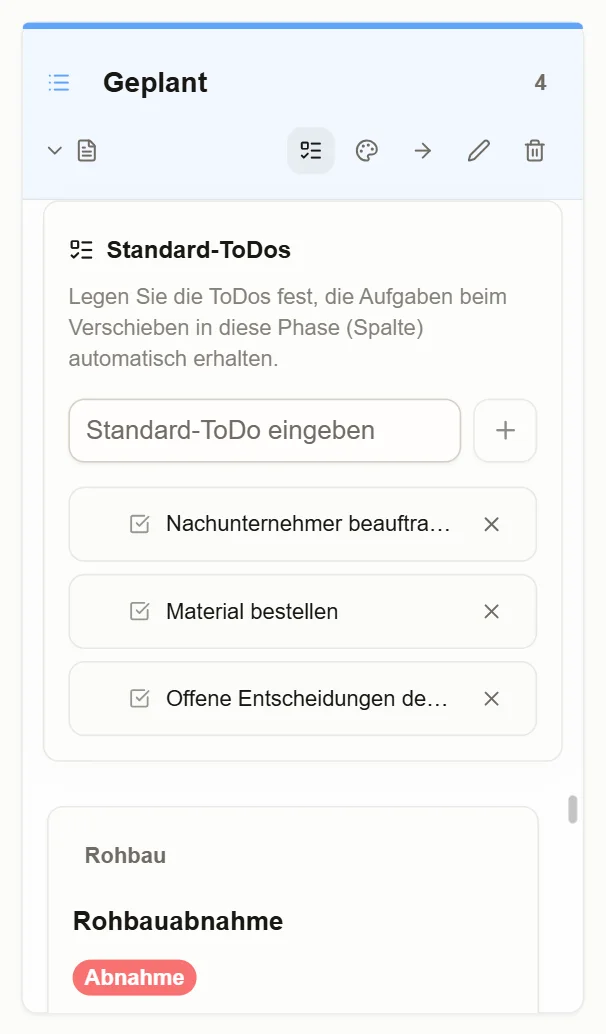 Geplant
4
Standard-ToDos
Legen Sie die ToDos fest, die Aufgaben beim
Verschieben in diese Phase (Spalte)
automatisch erhalten.
Standard-ToDo eingeben
Nachunternehmer beauftra…
Material bestellen
Offene Entscheidungen de…
Rohbau
Rohbauabnahme
Abnahme